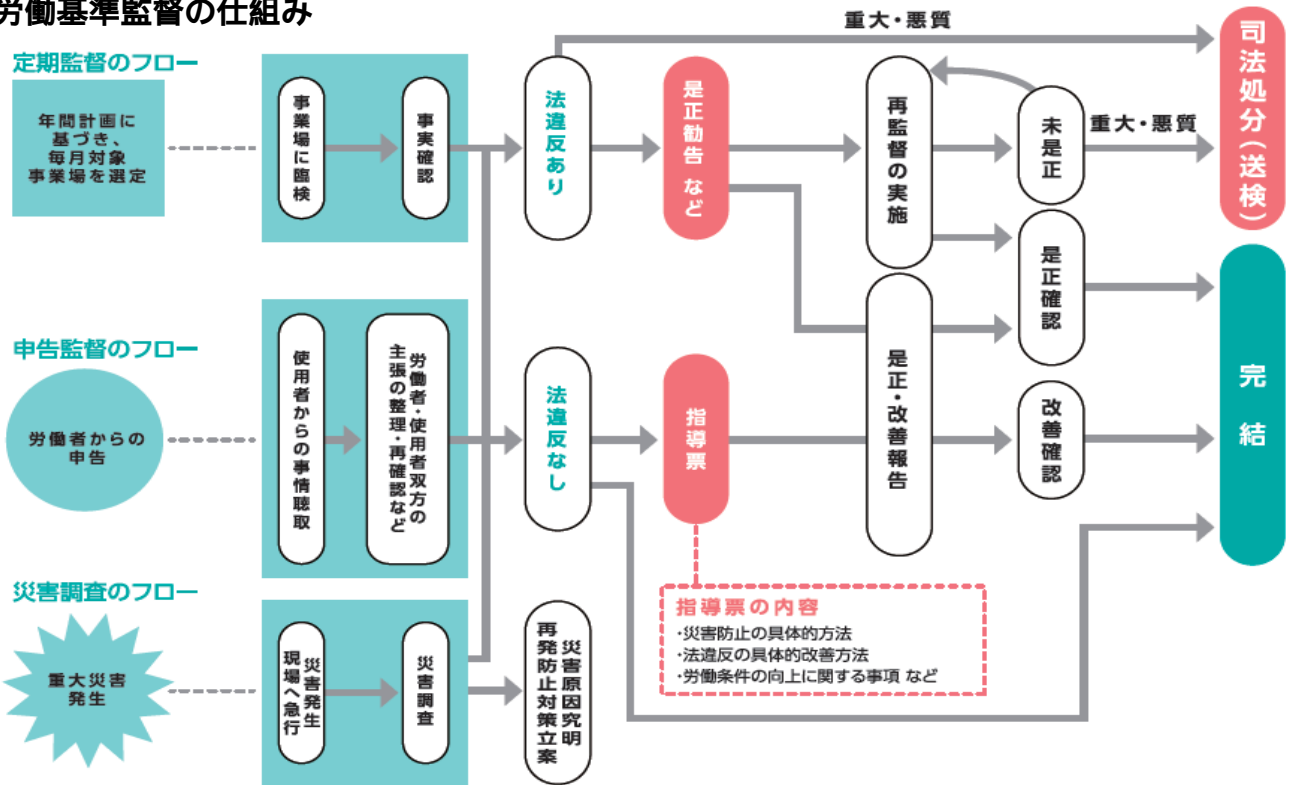 労働基準監督の仕組み
重大・悪質
定期監督のフロー
年間計画に
基づき、
毎月対象
事業場を選定
事業場に臨検
事実確認
法違反あり
是正勧告 など
再監督の実施
未是正
重大・悪質
司法処分（送検）
是正確認
申告監督のフロー
労働者からの
申告
使用者からの事情聴取
労働者・使用者双方の
主張の整理・再確認など
法違反なし
指導票
是正・改善報告
改善確認
完結
災害調査のフロー
重大災害
発生
災害発生
現場へ急行
災害調査
災害原因究明
再発防止対策立案
指導票の内容
・災害防止の具体的方法
・法違反の具体的改善方法
・労働条件の向上に関する事項 など